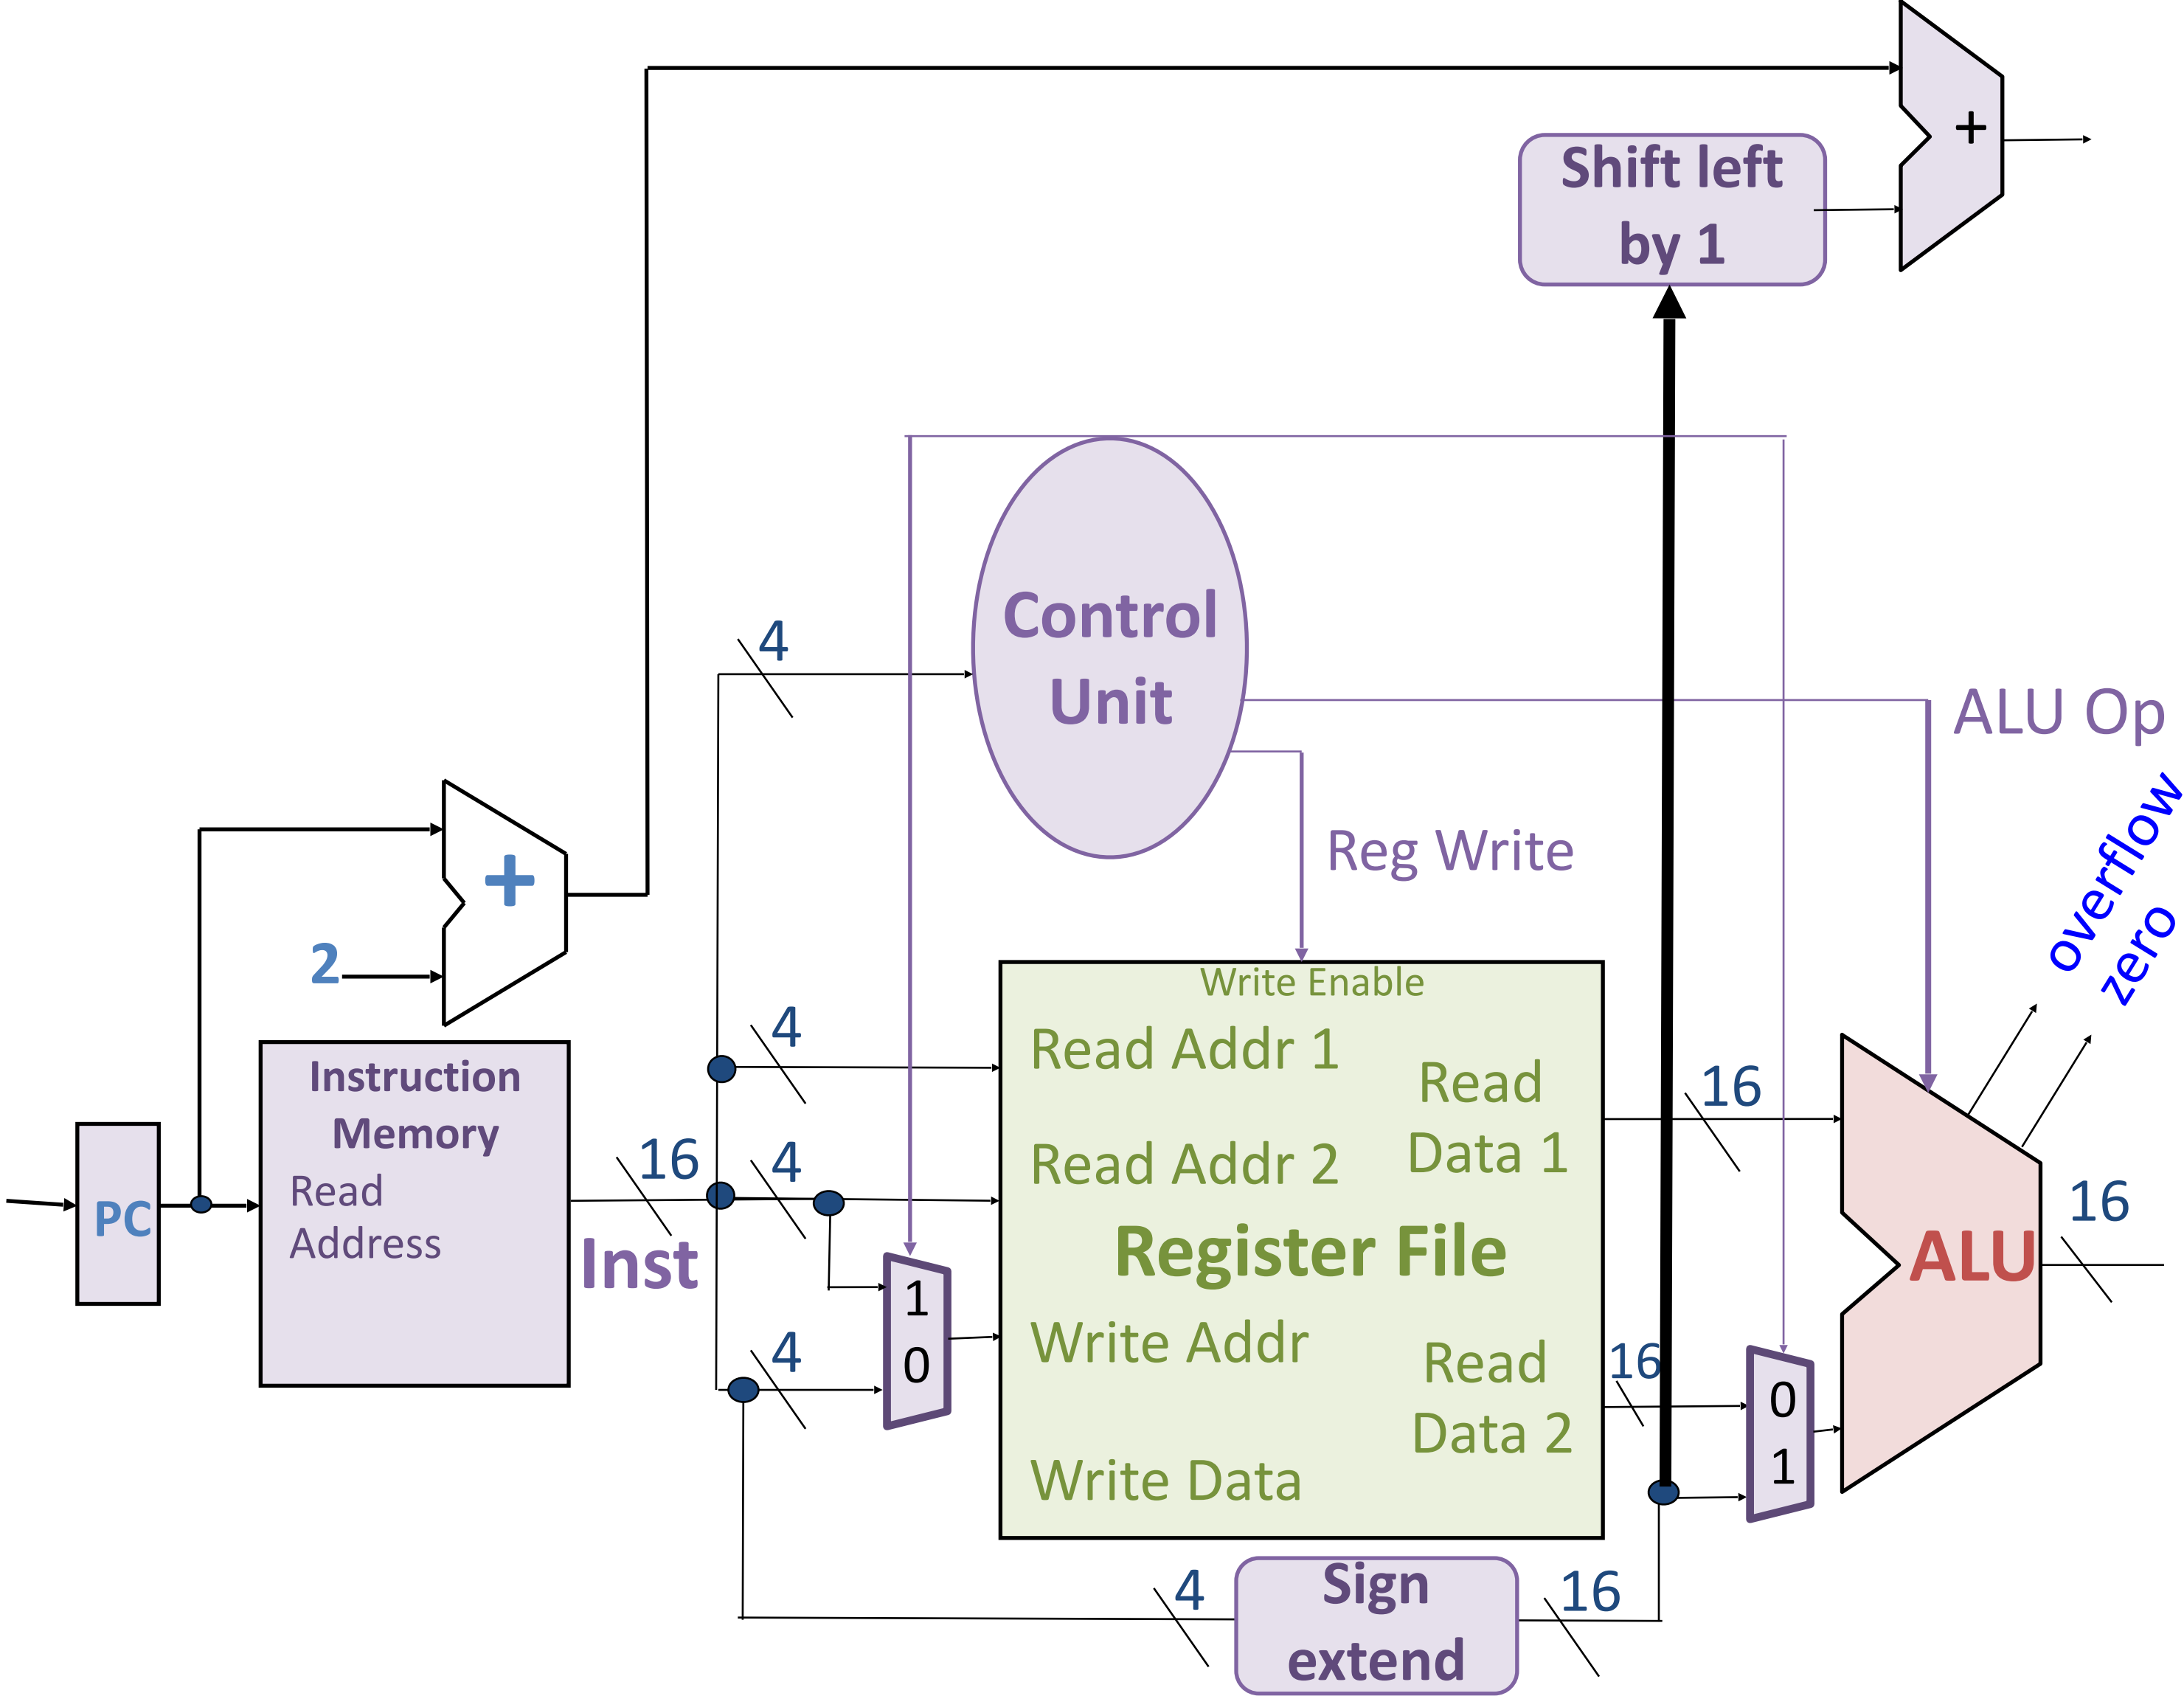 +
Shift left
by 1
4
Control
Unit
ALU Op
Reg Write
overflow
zero
+
2
Write Enable
4
Read Addr 1
Read
Data 1
16
Instruction
Memory
Read
Address
PC
16
Inst
4
Read Addr 2
Register File
1
0
4
Write Addr
Read
Data 2
16
Write Data
0
1
ALU
16
4
Sign
extend
16